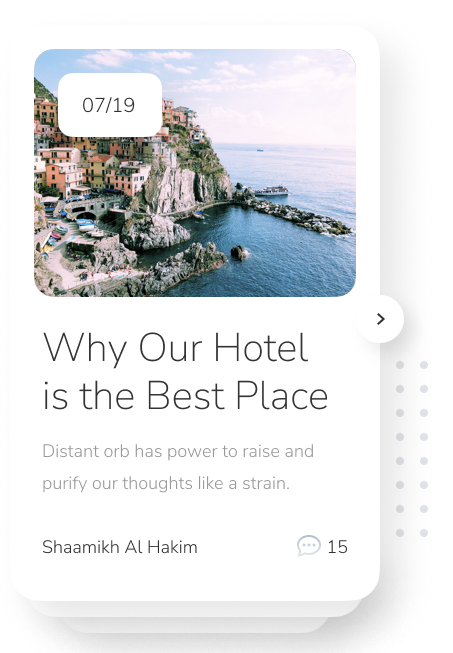 07/19
Why Our Hotel
is the Best Place
Distant orb has power to raise and
purify our thoughts like a strain.
Shaamikh Al Hakim
15